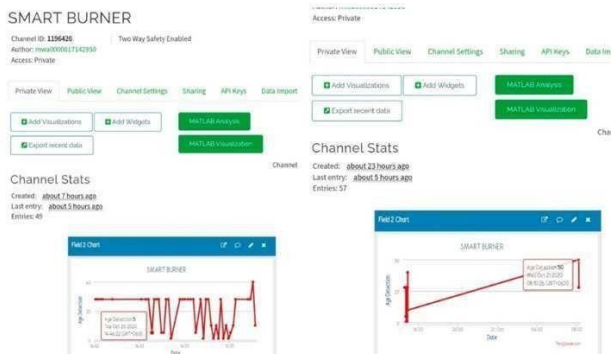 SMART BURNER
Channel ID: 1196420
Two Way Safety Enabled
Author: mwa0000017142950
Access: Private
Private View Public View Channel Settings Sharing API Keys Data Import
Add Visualizations Add Widgets MATLAB Analysis
Export recent data MATLAB Visualization
Channel
Channel Stats
Created: about 7 hours ago
Last entry: about 5 hours ago
Entries: 49
Field 2 Chart
SMART BURNER
Age Detection
Date
Access: Private
Private View Public View Channel Settings Sharing API Keys Data Im
Add Visualizations Add Widgets MATLAB Analysis
Export recent data MATLAB Visualization
Cha
Channel Stats
Created: about 23 hours ago
Last entry: about 5 hours ago
Entries: 57
Field 2 Chart
SMART BURNER
Age Detection
Date